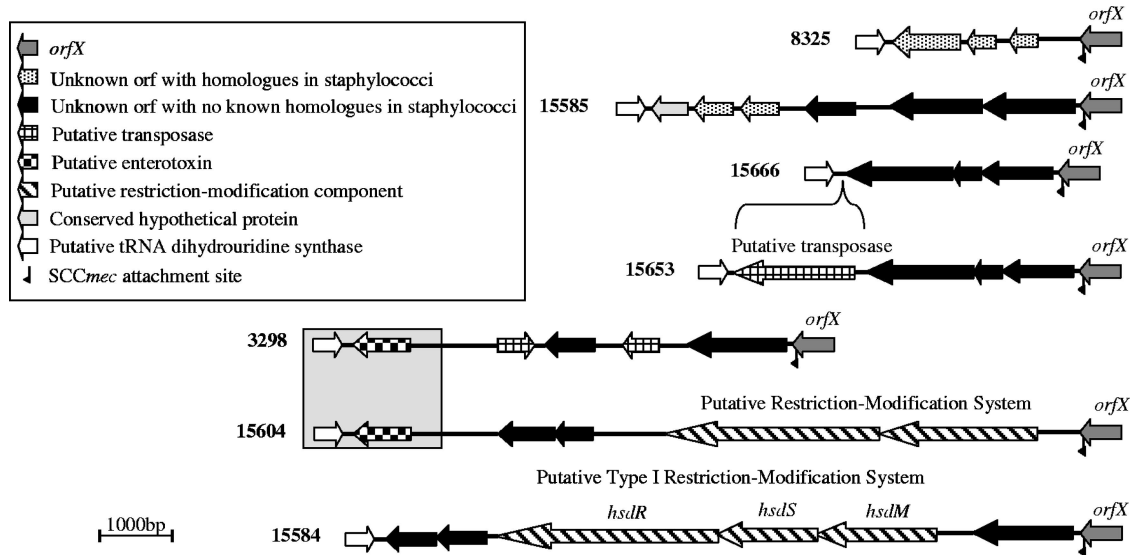 orfX
Unknown orf with homologues in staphylococci
Unknown orf with no known homologues in staphylococci
Putative transposase
Putative enterotoxin
Putative restriction-modification component
Conserved hypothetical protein
Putative tRNA dihydrouridine synthase
SCCmec attachment site
orfX
8325
orfX
15585
orfX
15666
Putative transposase
orfX
15653
orfX
3298
Putative Restriction-Modification System
orfX
15604
Putative Type I Restriction-Modification System
hsdR hsdS hsdM orfX
1000bp
15584